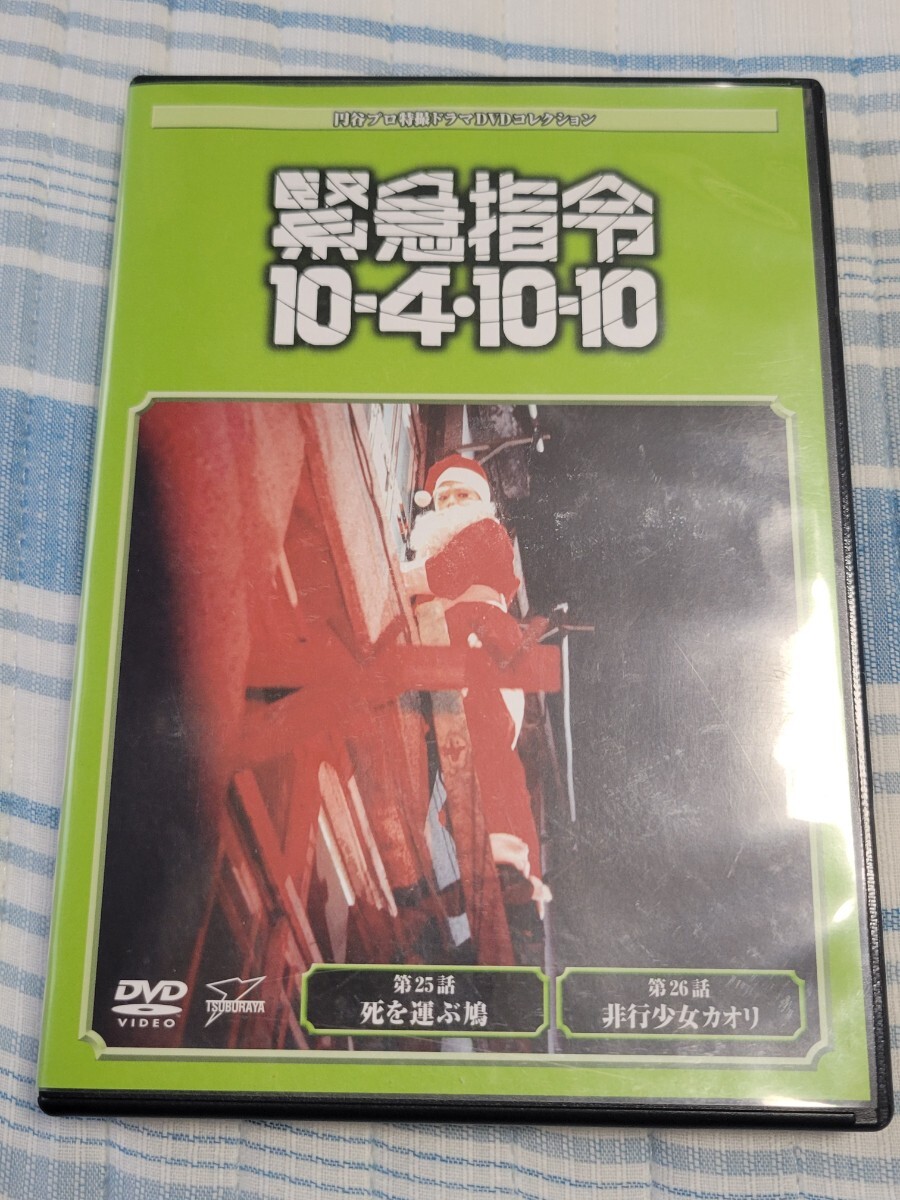 円谷プロ特撮ドラマDVDコレクション
緊急指令
10-4・10-10
DVD
VIDEO
TSUBURAYA
第25話
死を運ぶ鳩
第26話
非行少女カオリ